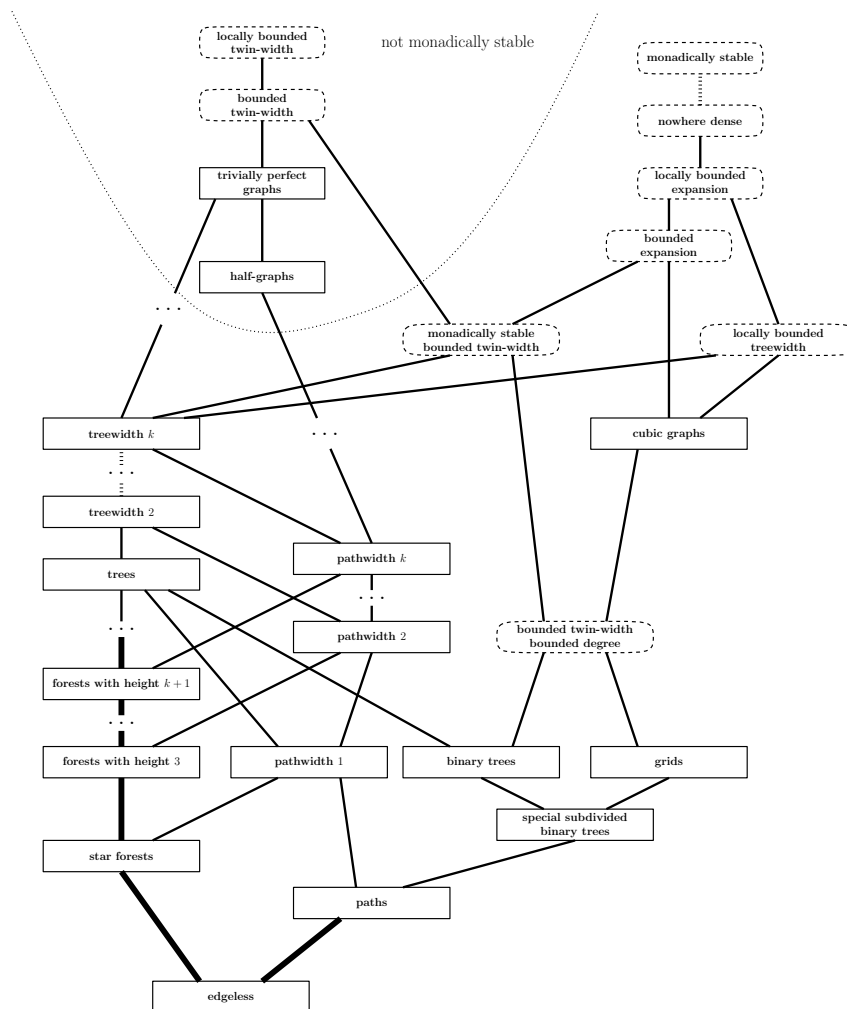 locally bounded
twin-width
not monadically stable
monadically stable
bounded
twin-width
nowhere dense
trivially perfect
graphs
locally bounded
expansion
bounded
expansion
half-graphs
. . .
monadically stable
bounded twin-width
locally bounded
treewidth
treewidth k
. . .
cubic graphs
. . .
treewidth 2
pathwidth k
trees
. . .
. . .
pathwidth 2
bounded twin-width
bounded degree
forests with height k+1
. . .
forests with height 3
pathwidth 1
binary trees
grids
special subdivided
binary trees
star forests
paths
edgeless